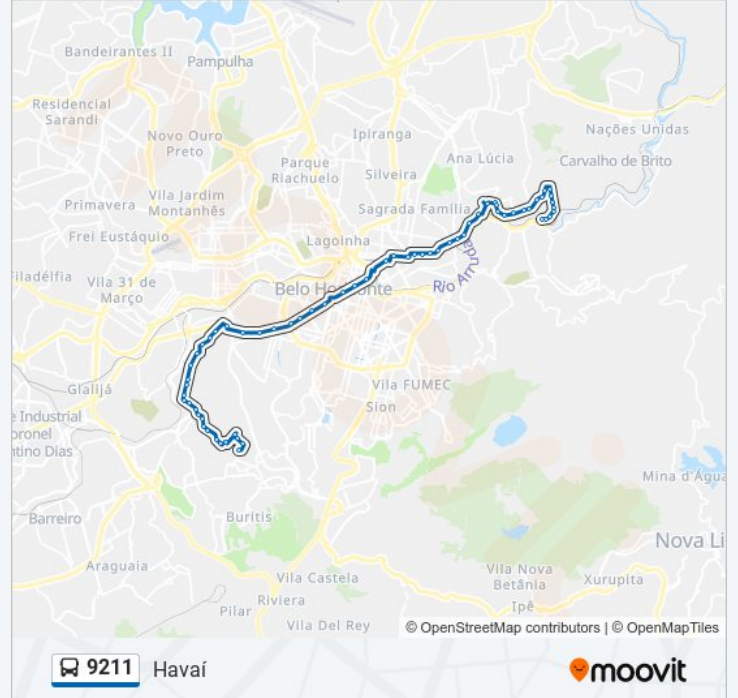 Bandeirantes II
Pampulha
Residencial
Sarandi
Novo Ouro
Preto
Ipiranga
Nações Unidas
Parque
Riachuelo
Ana Lúcia
Carvalho de Brito
Silveira
Vila Jardim
Montanhês
Primavera
Sagrada Família
Frei Eustáquio
Lagoinha
Filadélfia
Vila 31 de
Março
Belo Horizonte
Rio Arrudas
Glalijá
Vila FUMEC
e Industrial
oronel
ntino Dias
Sion
Mina d'Água
Barreiro
Buritis
Nova Li
Araguaia
Vila Castela
Vila Nova
Betânia
Xurupita
Riviera
Pilar
Ipê
Vila Del Rey
© OpenStreetMap contributors | © OpenMapTiles
9211 Havaí
moovit